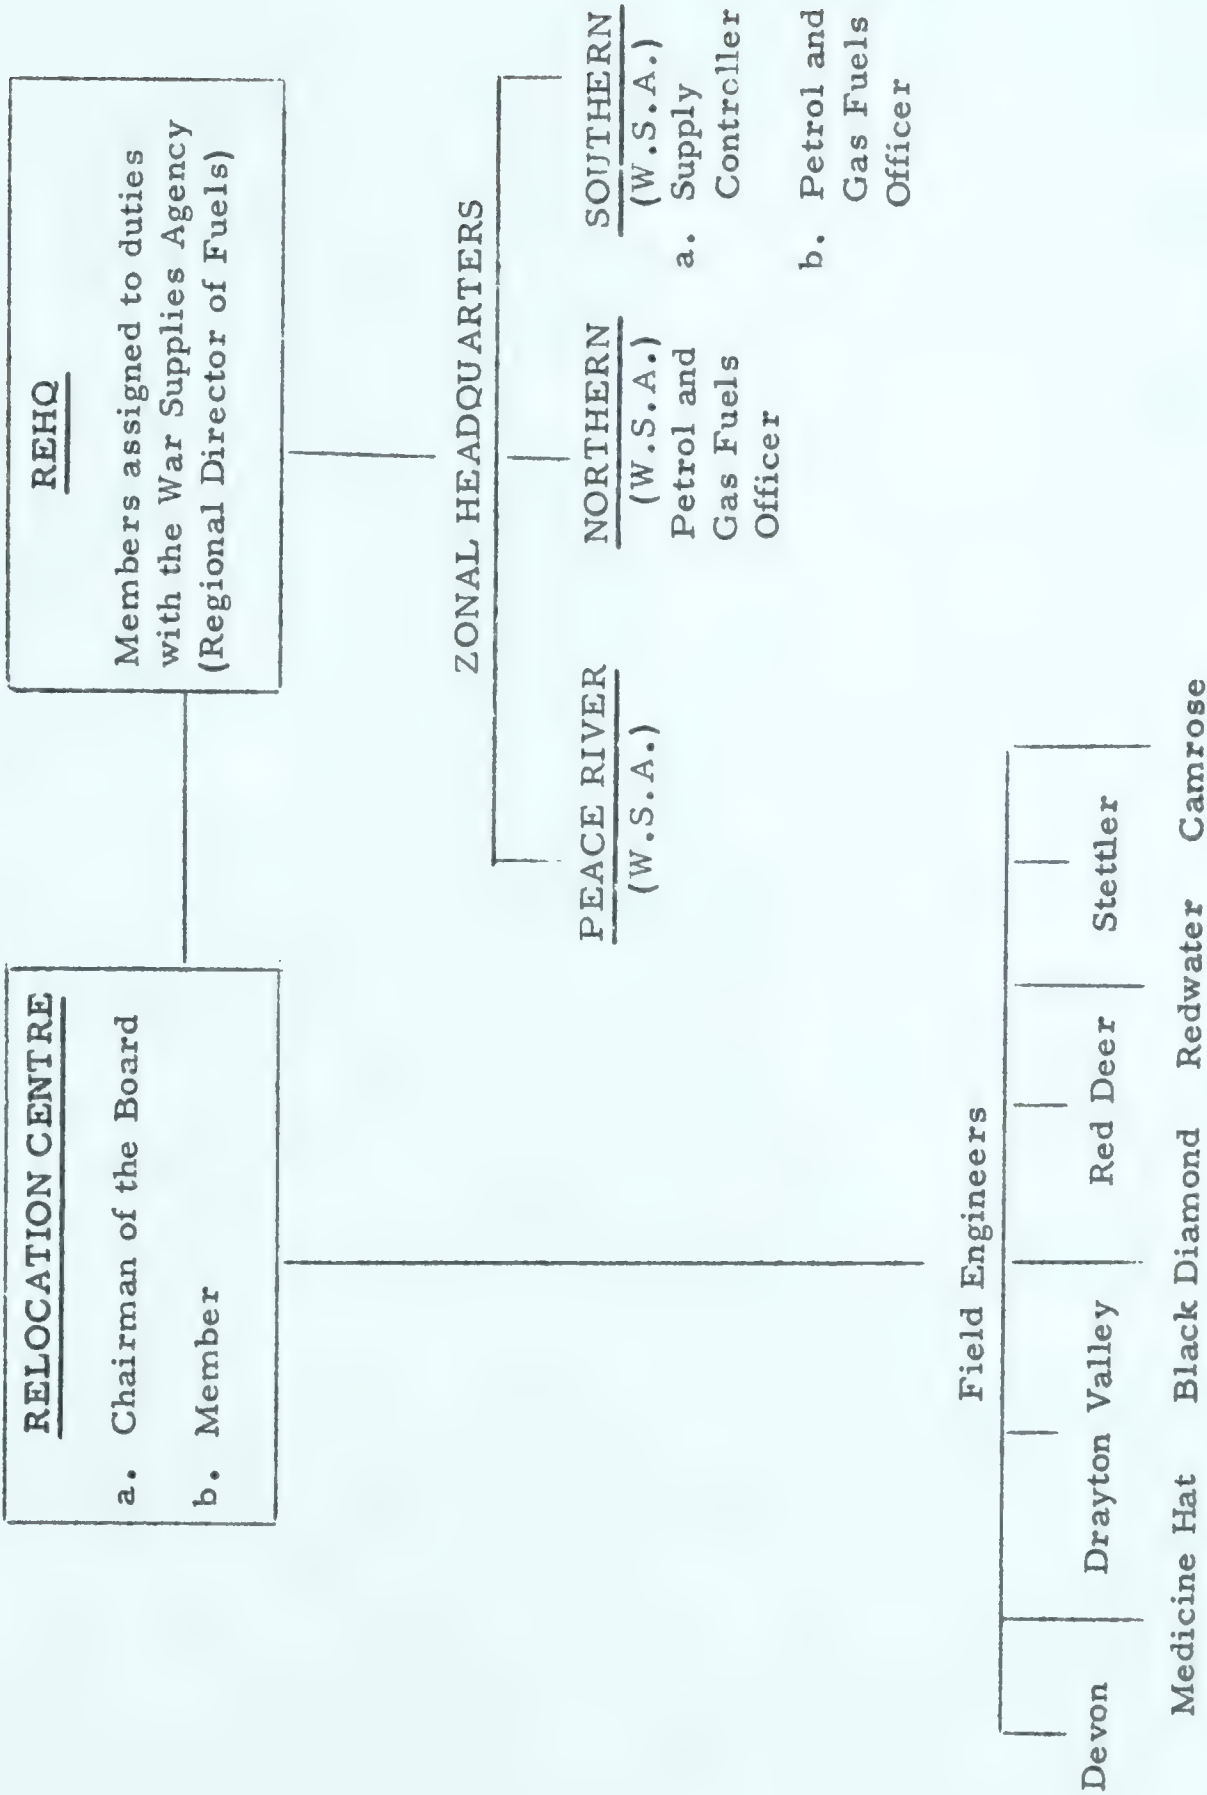 RELOCATION CENTRE
a. Chairman of the Board
b. Member
REHQ
Members assigned to duties
with the War Supplies Agency
(Regional Director of Fuels)
ZONAL HEADQUARTERS
PEACE RIVER
(W.S.A.)
NORTHERN
(W.S.A.)
Petrol and
Gas Fuels
Officer
SOUTHERN
(W.S.A.)
a. Supply
Controller
b. Petrol and
Gas Fuels
Officer
Field Engineers
Devon Drayton Valley Red Deer Stettler
Medicine Hat Black Diamond Redwater Camrose